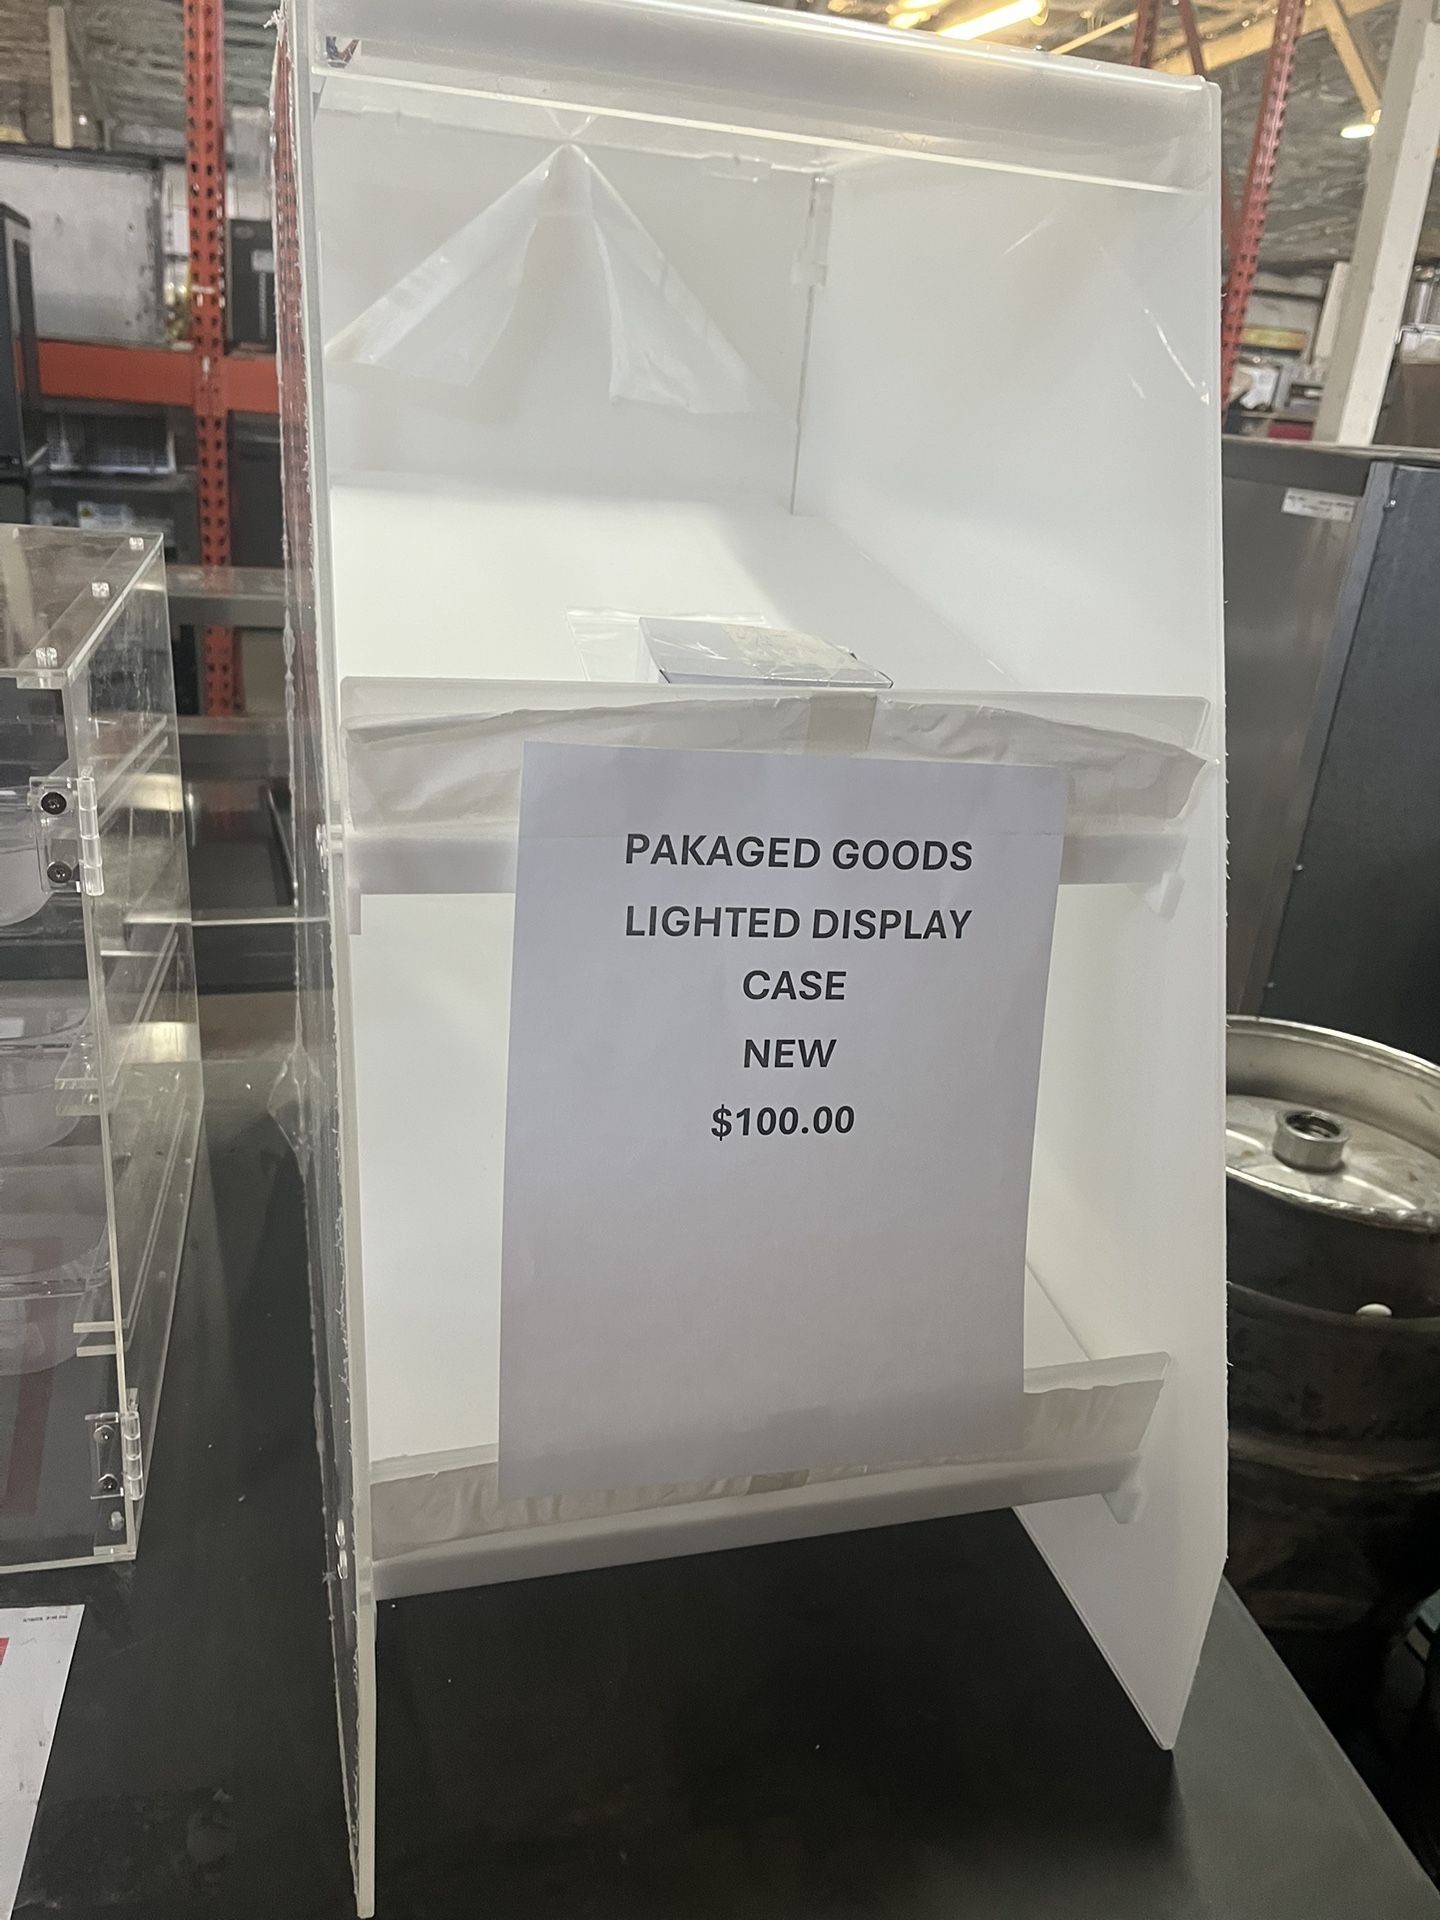 PAKAGED GOODS
LIGHTED DISPLAY
CASE
NEW
$100.00